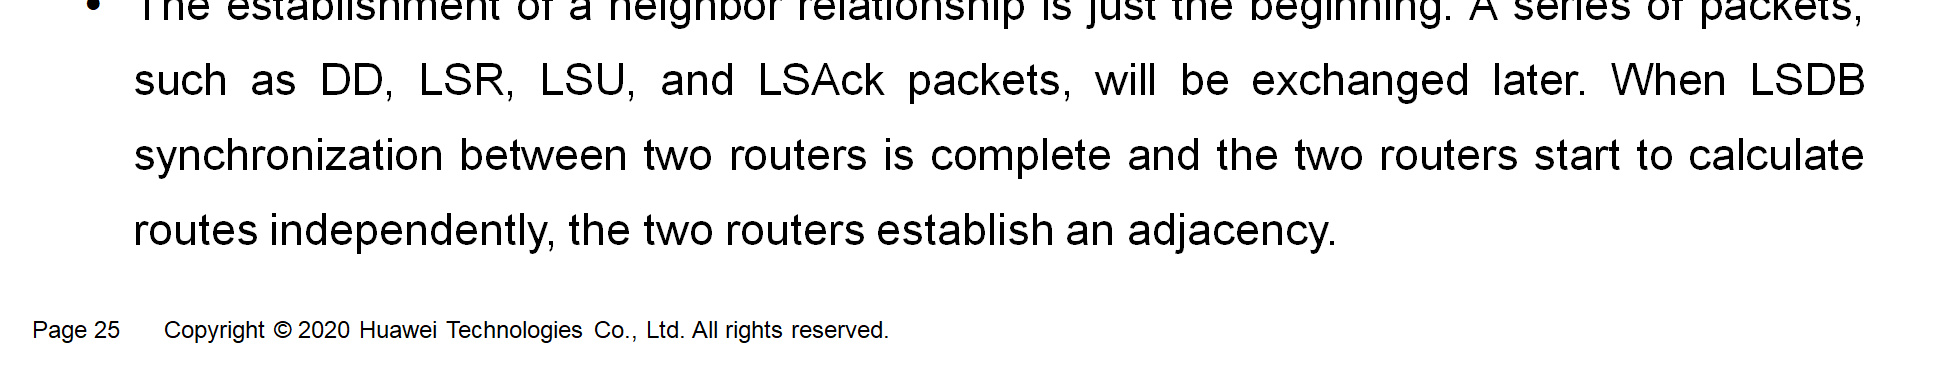 • The establishment of a neighbor relationship is just the beginning. A series of packets,
such as DD, LSR, LSU, and LSAck packets, will be exchanged later. When LSDB
synchronization between two routers is complete and the two routers start to calculate
routes independently, the two routers establish an adjacency.
Page 25 Copyright © 2020 Huawei Technologies Co., Ltd. All rights reserved.